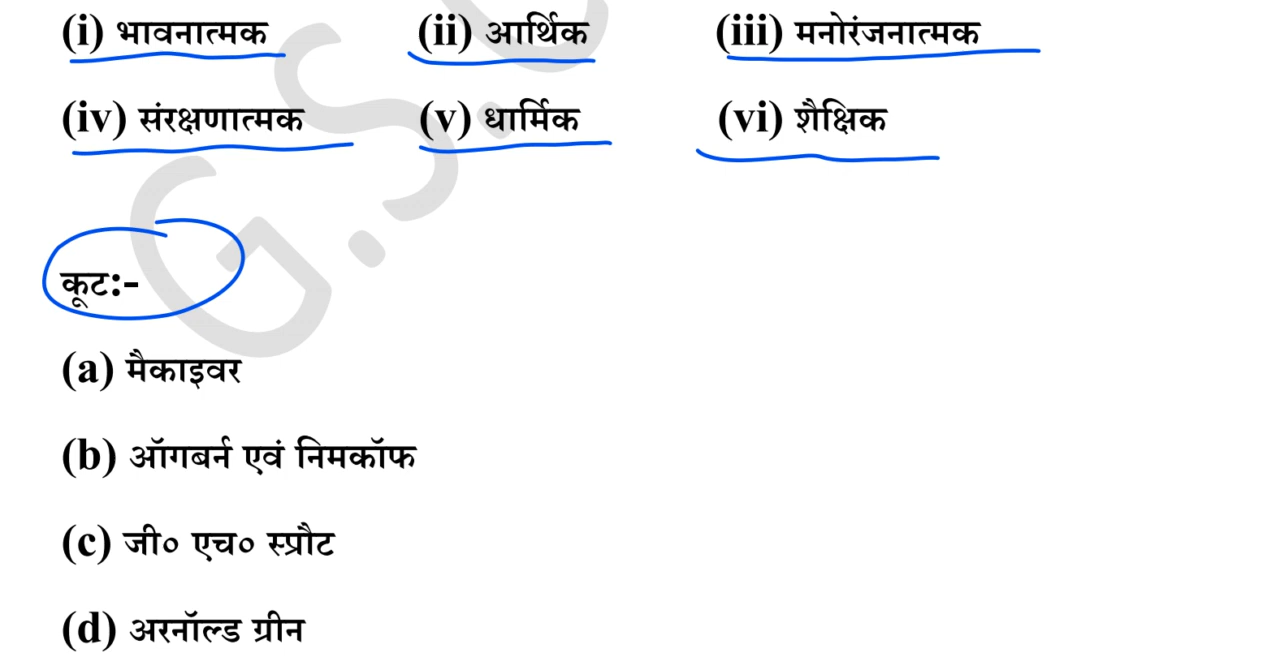 (i) भावनात्मक (ii) आर्थिक (iii) मनोरंजनात्मक
(iv) संरक्षणात्मक (v) धार्मिक (vi) शैक्षिक
कूटः-
(a) मैकाइवर
(b) ऑगबर्न एवं निमकॉफ
(c) जी० एच० स्प्रौट
(d) अरनॉल्ड ग्रीन
G.S.